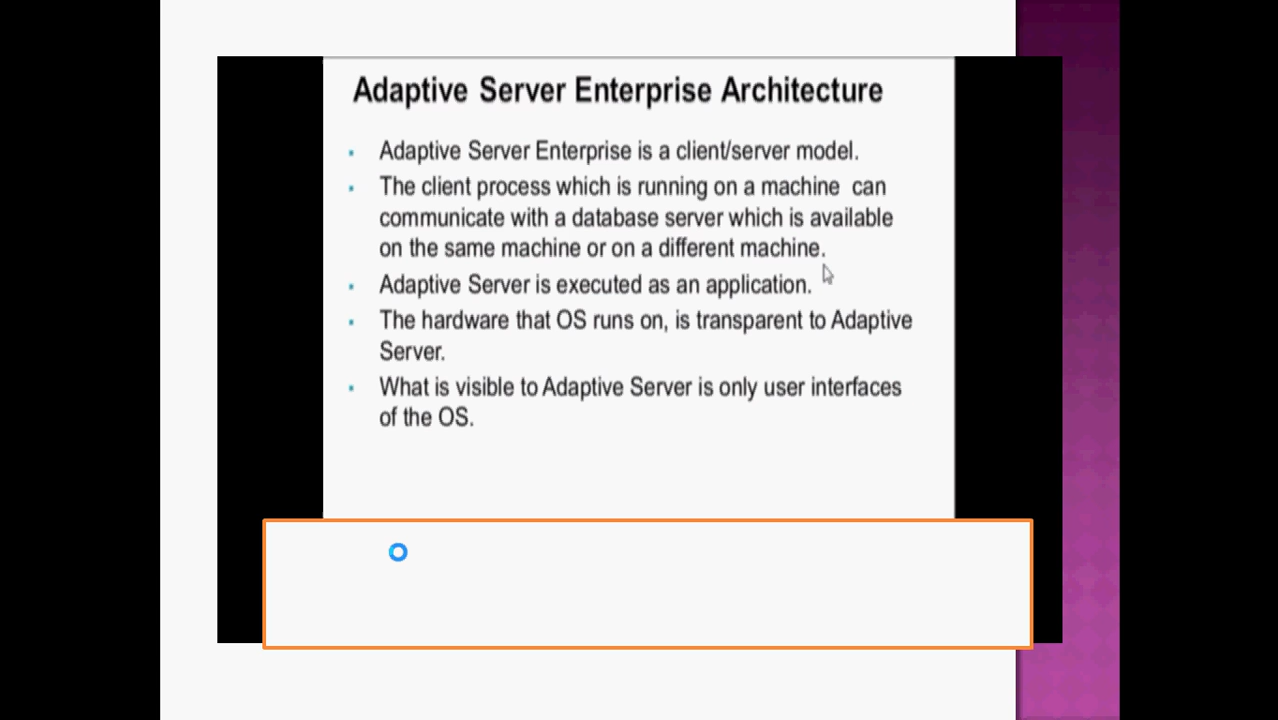 Adaptive Server Enterprise Architecture
Adaptive Server Enterprise is a client/server model.
The client process which is running on a machine can
communicate with a database server which is available
on the same machine or on a different machine.
Adaptive Server is executed as an application.
The hardware that OS runs on, is transparent to Adaptive
Server.
What is visible to Adaptive Server is only user interfaces
of the OS.